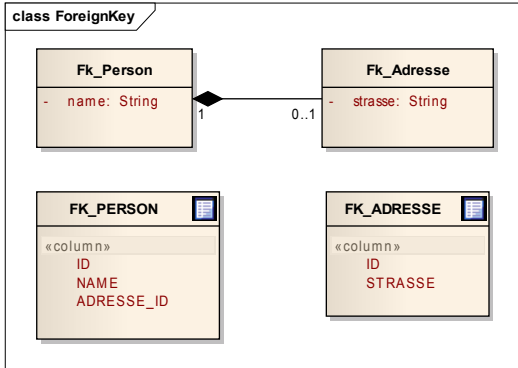 class ForeignKey
Fk_Person
- name: String
Fk_Adresse
- strasse: String
1
0..1
FK_PERSON
«column»
ID
NAME
ADRESSE_ID
FK_ADRESSE
«column»
ID
STRASSE